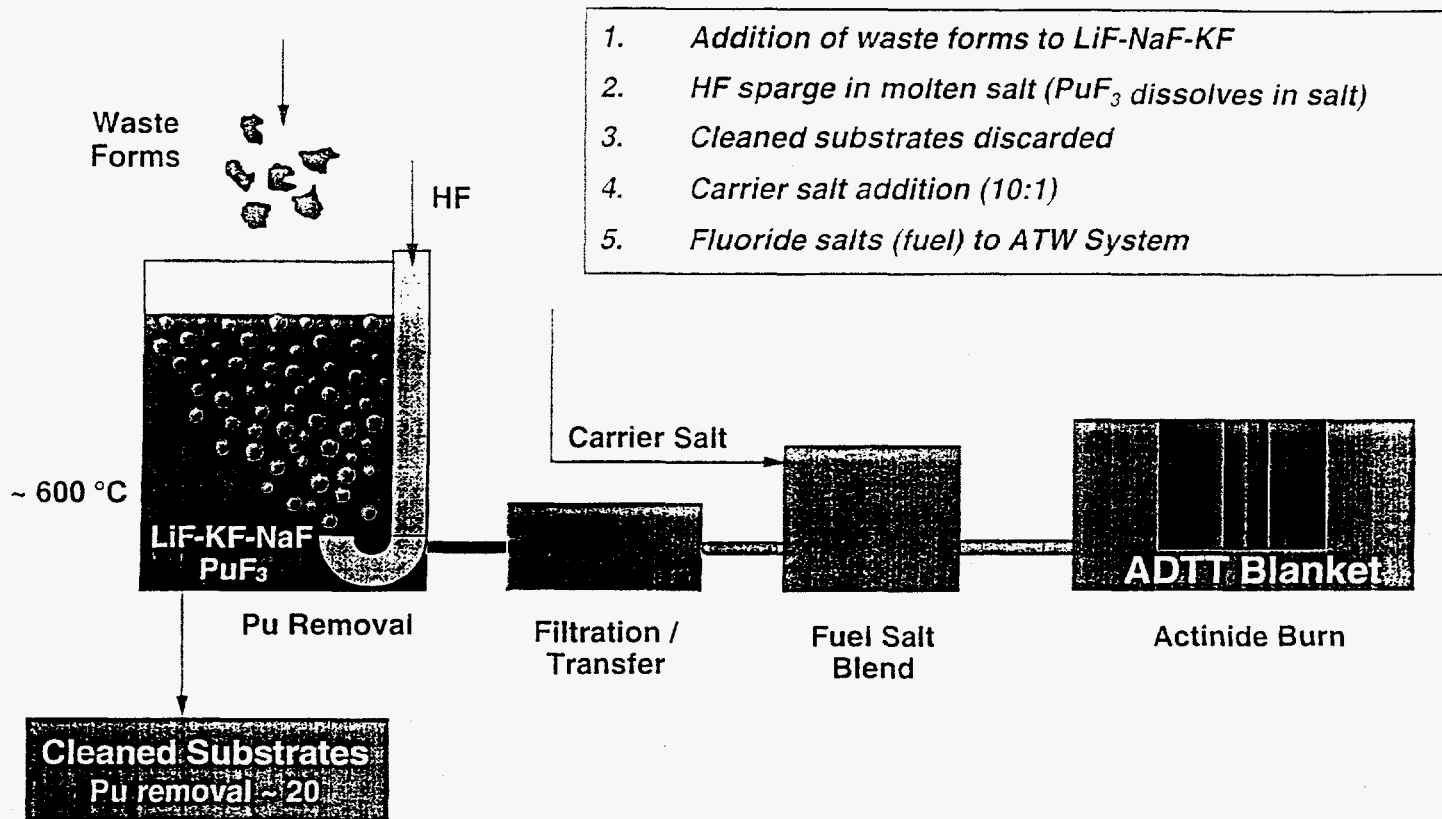 1. Addition of waste forms to LiF-NaF-KF
2. HF sparge in molten salt (PuF₃ dissolves in salt)
3. Cleaned substrates discarded
4. Carrier salt addition (10:1)
5. Fluoride salts (fuel) to ATW System
Waste
Forms
HF
Carrier Salt
~ 600 °C
LiF-KF-NaF
PuF₃
ADTT Blanket
Pu Removal
Filtration /
Transfer
Fuel Salt
Blend
Actinide Burn
Cleaned Substrates
Pu removal ~ 20